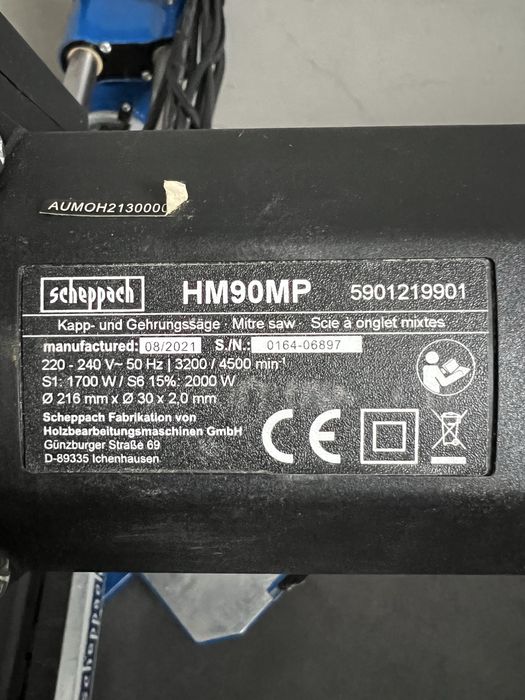 AUMOH2130000
scheppach HM90MP 5901219901
Kapp- und Gehrungssäge · Mitre saw · Scie à onglet mixtes
manufactured: 08/2021 S./N.: 0164-06897
220 - 240 V~ 50 Hz | 3200 / 4500 min⁻¹
S1: 1700 W / S6 15%: 2000 W
Ø 216 mm x Ø 30 x 2,0 mm
Scheppach Fabrikation von
Holzbearbeitungsmaschinen GmbH
Günzburger Straße 69
D-89335 Ichenhausen
CE
scheppach